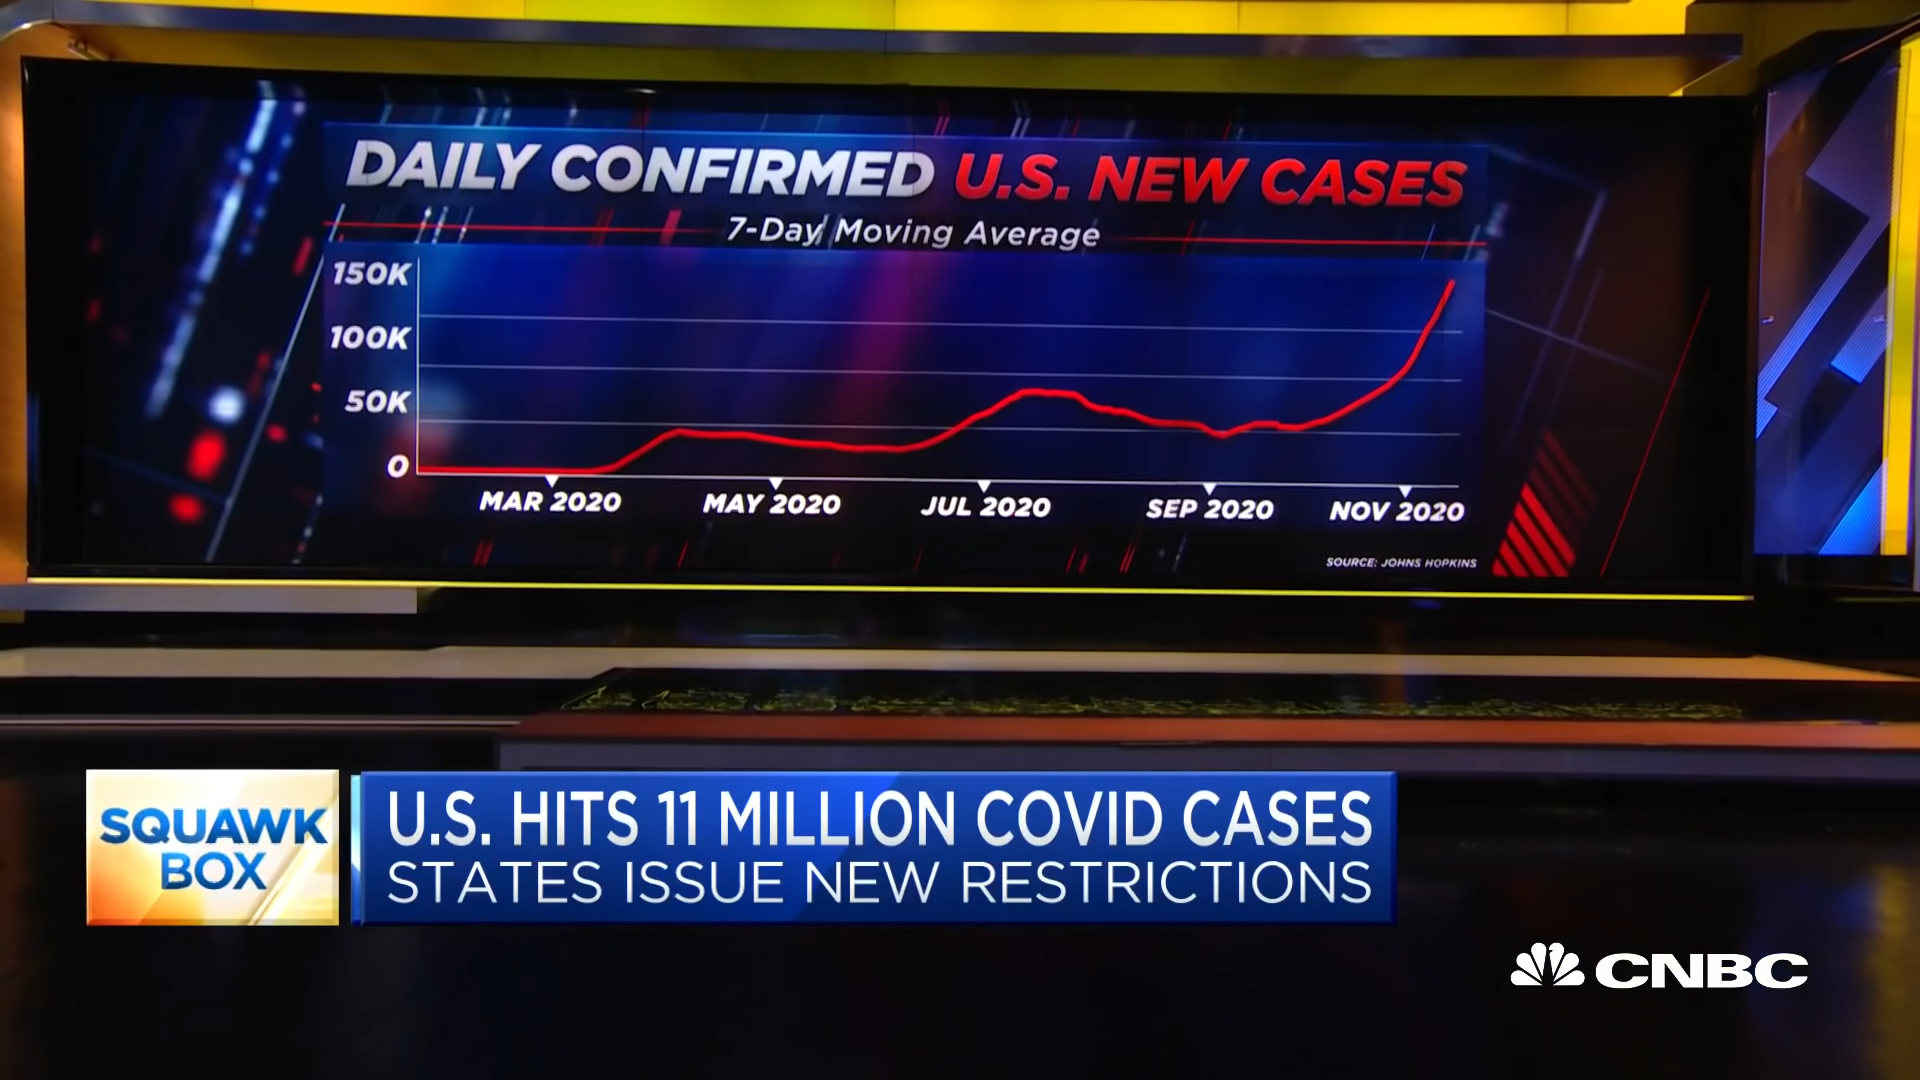 DAILY CONFIRMED U.S. NEW CASES
7-Day Moving Average
150K
100K
50K
0
MAR 2020 MAY 2020 JUL 2020 SEP 2020 NOV 2020
SOURCE: JOHNS HOPKINS
SQUAWK
BOX
U.S. HITS 11 MILLION COVID CASES
STATES ISSUE NEW RESTRICTIONS
CNBC